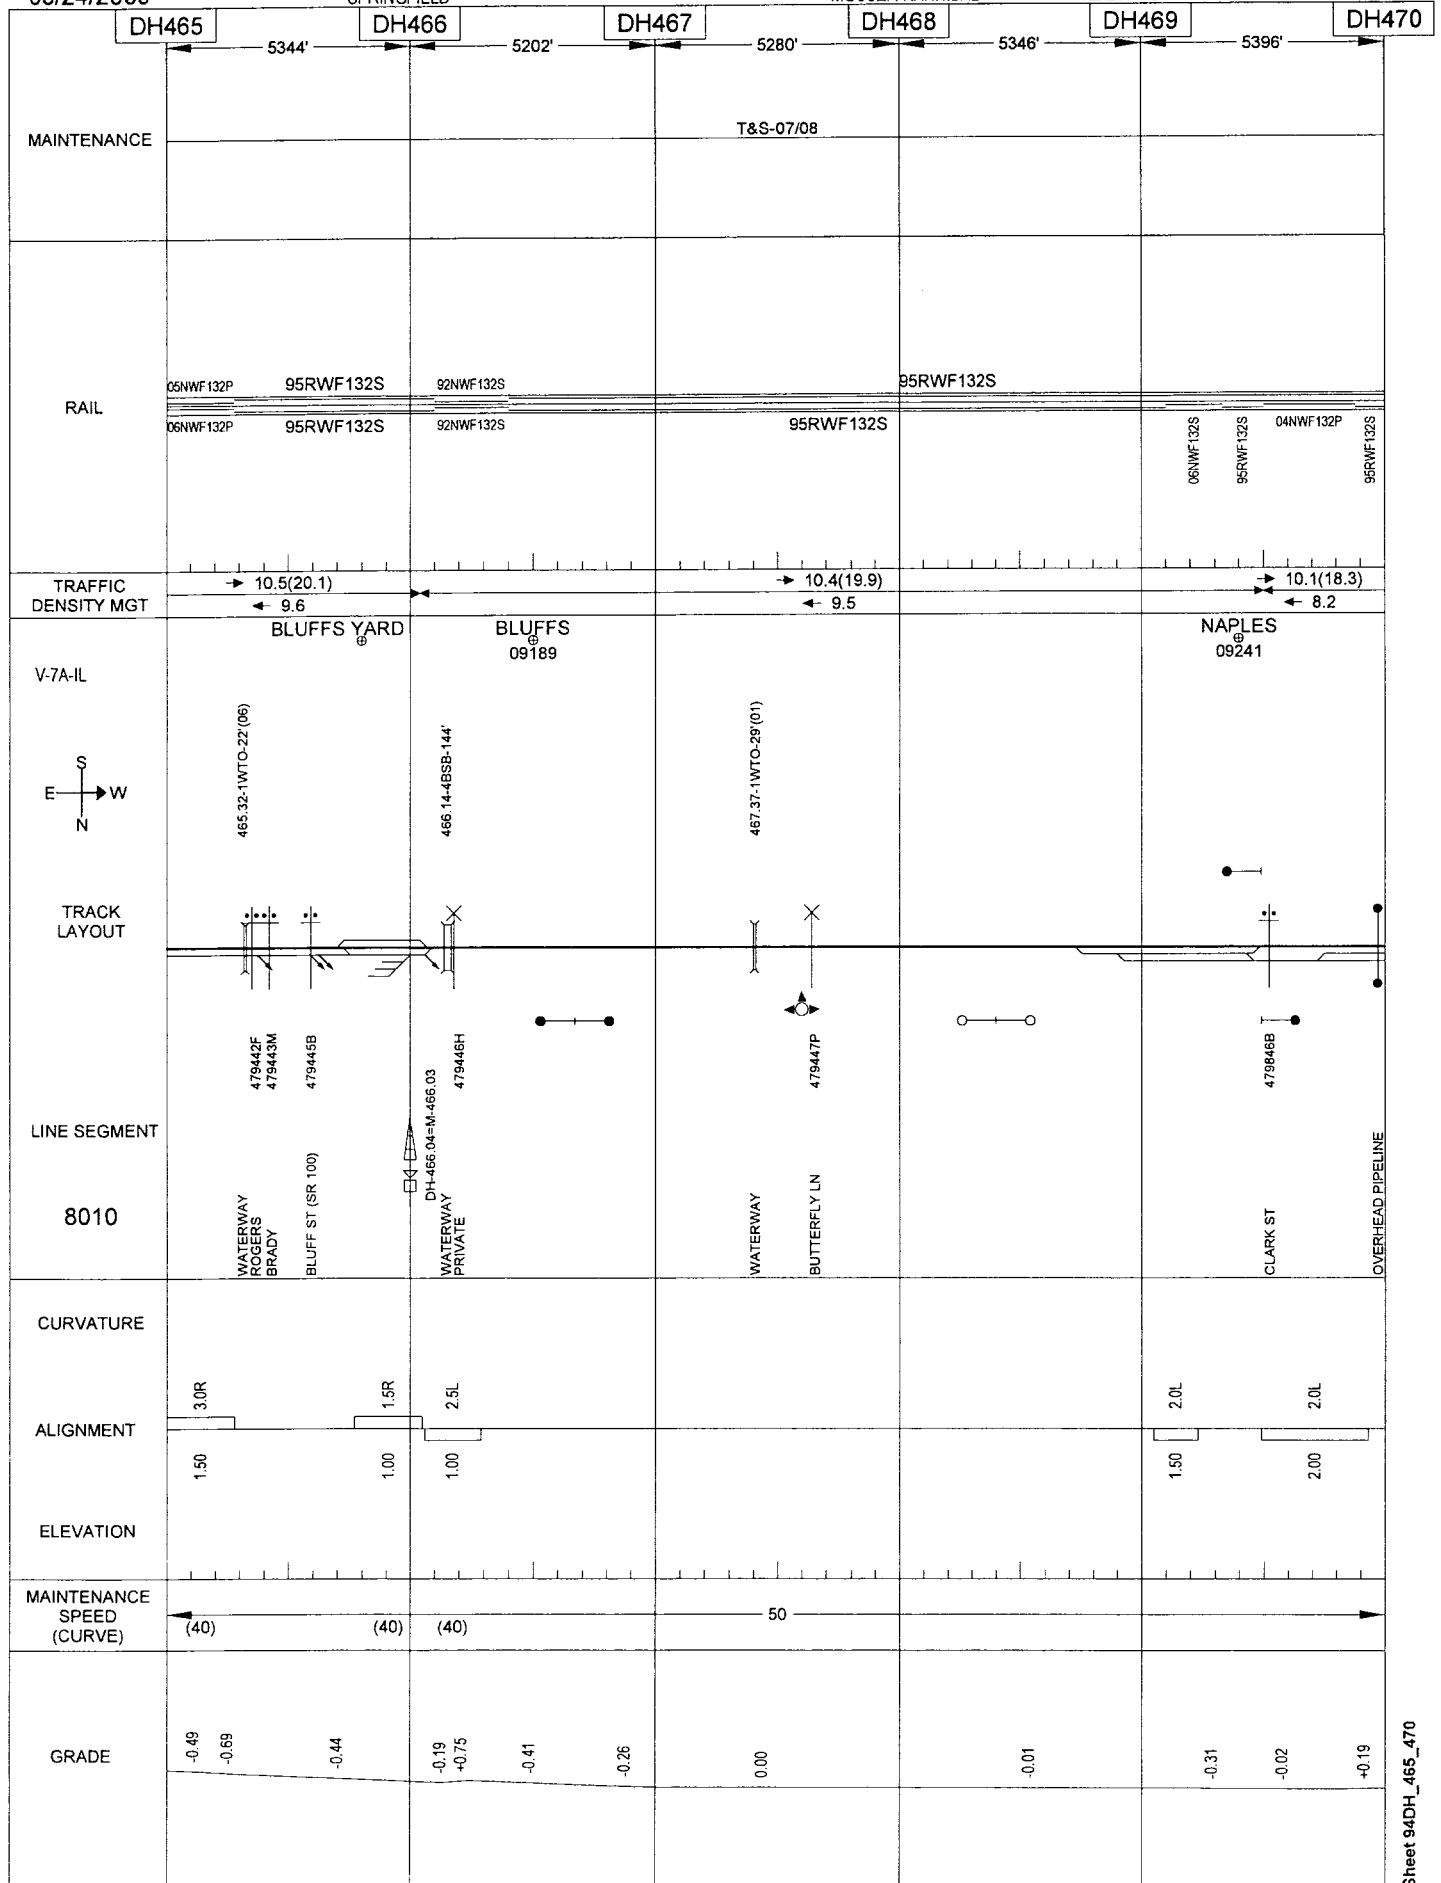 DH465 DH466 DH467 DH468 DH469 DH470
5344' 5202' 5280' 5346' 5396'
MAINTENANCE
T&S-07/08
RAIL
05NWF132P 95RWF132S 92NWF132S 95RWF132S
06NWF132P 95RWF132S 92NWF132S 95RWF132S 06NWF132S 95RWF132S 04NWF132P 95RWF132S
TRAFFIC
DENSITY MGT
10.5(20.1) 10.4(19.9) 10.1(18.3)
9.6 9.5 8.2
BLUFFS YARD BLUFFS NAPLES
09189 09241
V-7A-IL
S
E W
N
465.32-1WTO-22'(06)
466.14-4BSB-144'
467.37-1WTO-29'(01)
TRACK
LAYOUT
479442F
479443M
479445B
479446H
479447P
479846B
DH-466.04=M-466.03
LINE SEGMENT
8010
WATERWAY
ROGERS
BRADY
BLUFF ST (SR 100)
WATERWAY
PRIVATE
WATERWAY
BUTTERFLY LN
CLARK ST
OVERHEAD PIPELINE
CURVATURE
3.0R 1.5R 2.5L 2.0L 2.0L
ALIGNMENT
1.50 1.00 1.00 1.50 2.00
ELEVATION
MAINTENANCE
SPEED
(CURVE)
(40) (40) (40) 50
GRADE
-0.49 -0.69 -0.44 -0.19 +0.75 -0.41 -0.26 0.00 -0.01 -0.31 -0.02 +0.19
Sheet 94DH_465_470